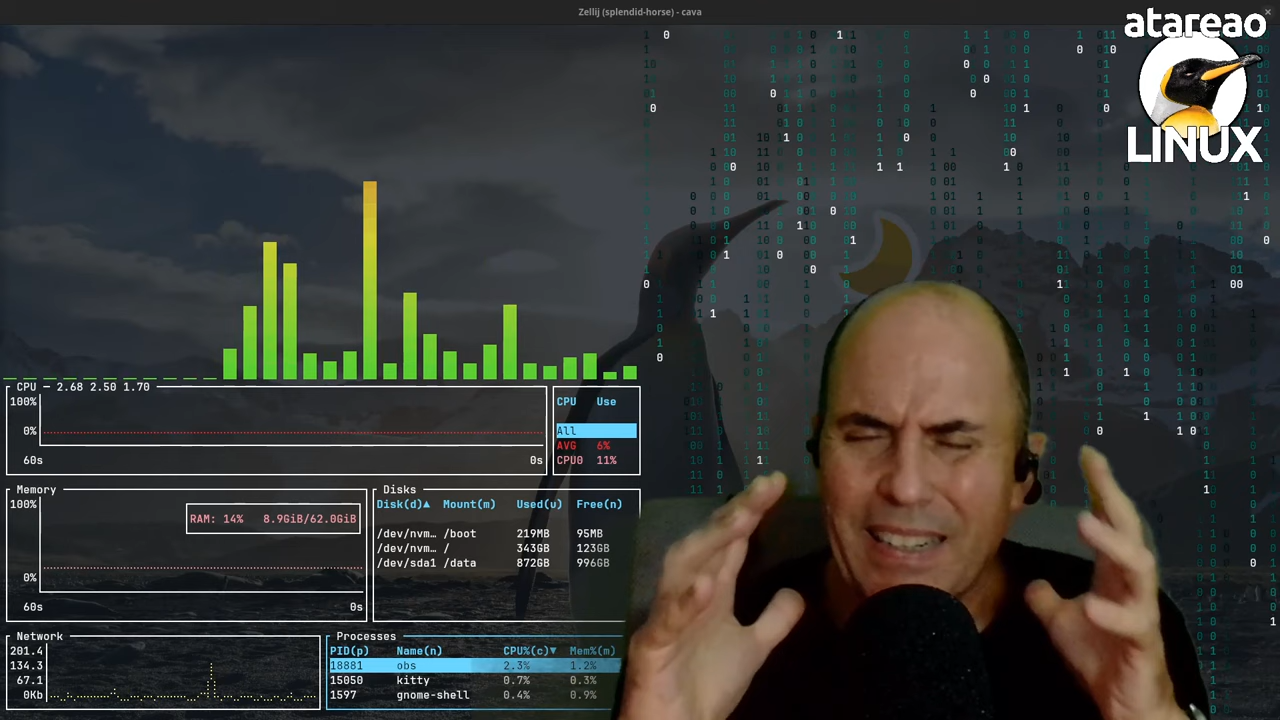 Zellij (splendid-horse) - cava
atareao
LINUX
CPU — 2.68 2.50 1.70
100%
0%
60s 0s
CPU Use
All
AVG 6%
CPU0 11%
Memory
100%
RAM: 14% 8.9GiB/62.0GiB
0%
60s 0s
Disks
Disk(d)▲ Mount(m) Used(u) Free(n)
/dev/nvm… /boot 219MB 95MB
/dev/nvm… / 343GB 123GB
/dev/sda1 /data 872GB 996GB
Network
201.4
134.3
67.1
0Kb
Processes
PID(p) Name(n) CPU%(c)▼ Mem%(m)
18881 obs 2.3% 1.2%
15050 kitty 0.7% 0.3%
1597 gnome-shell 0.4% 0.9%